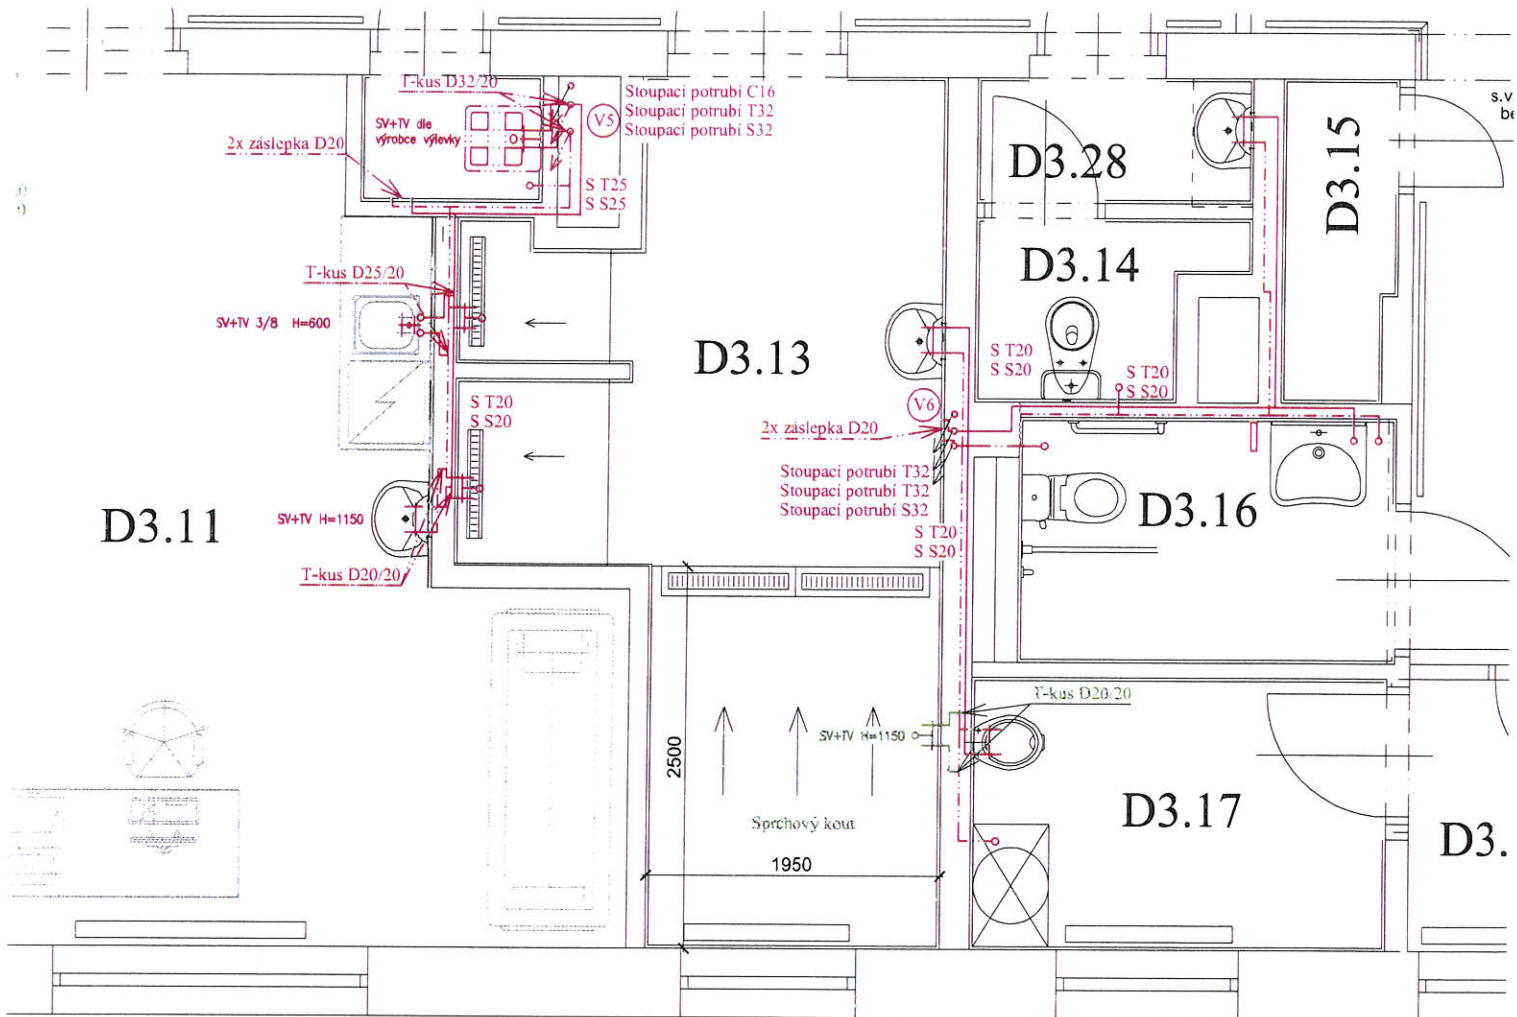 T-kus D32/20
Stoupací potrubí C16
Stoupací potrubí T32
Stoupací potrubí S32
V5
SV+TV dle
výrobce výlevky
2x záslepka D20
S T25
S S25
s.v
D3.28
D3.15
D3.14
T-kus D25/20
SV+TV 3/8 H=600
D3.13
S T20
S S20
S T20
S S20
S T20
S S20
V6
2x záslepka D20
Stoupací potrubí T32
Stoupací potrubí T32
Stoupací potrubí S32
D3.11
SV+TV H=1150
D3.16
S T20
S S20
T-kus D20/20
T-kus D20/20
SV+TV H=1150
2500
D3.17
Sprchový kout
1950
D3.